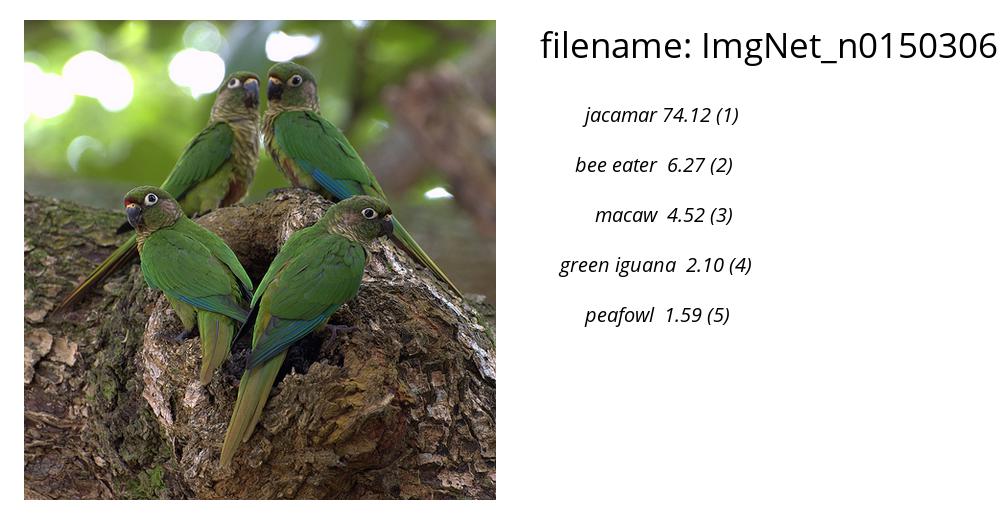 filename: ImgNet_n0150306
jacamar 74.12 (1)
bee eater 6.27 (2)
macaw 4.52 (3)
green iguana 2.10 (4)
peafowl 1.59 (5)